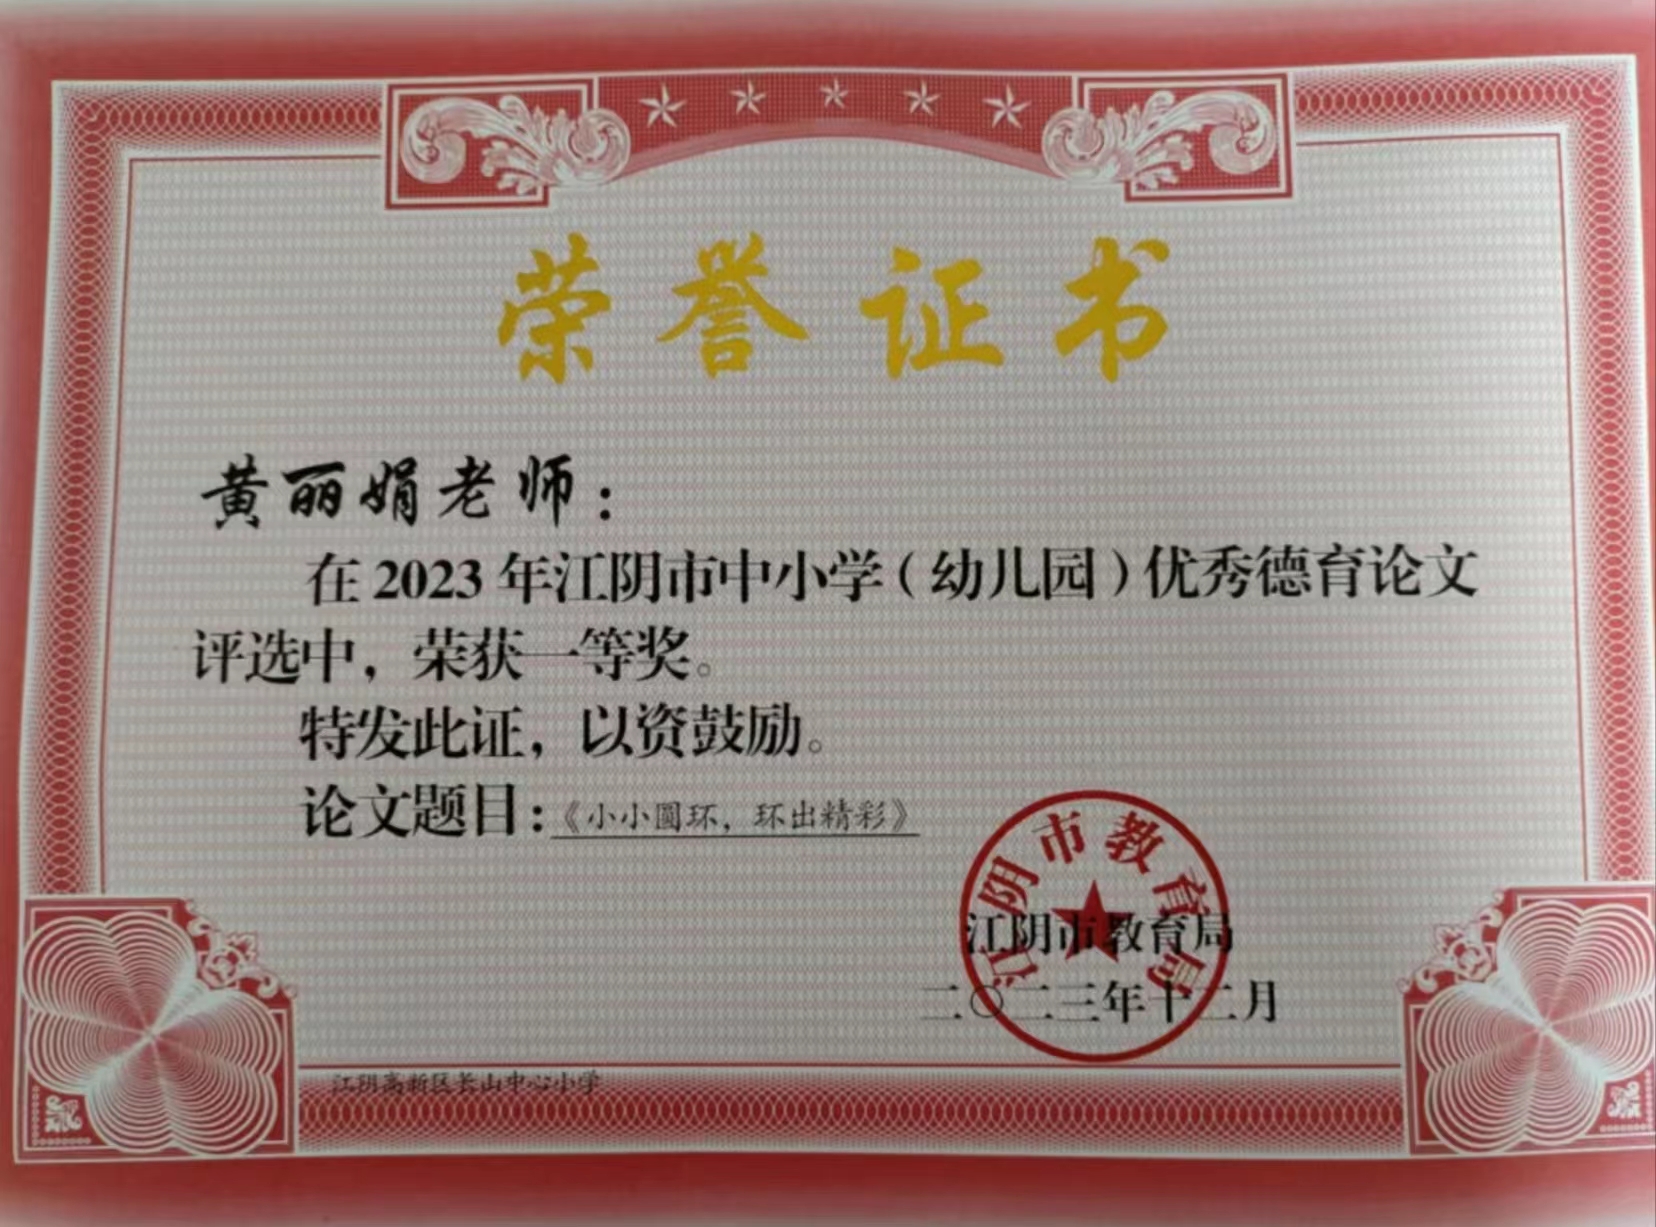 荣誉证书
黄丽娟老师：
在2023年江阴市中小学（幼儿园）优秀德育论文
评选中，荣获一等奖。
特发此证，以资鼓励。
论文题目：《小小圆环，环出精彩》
江阴市教育局
江阴市教育局
二〇二三年十二月
江阴高新区长山中心小学